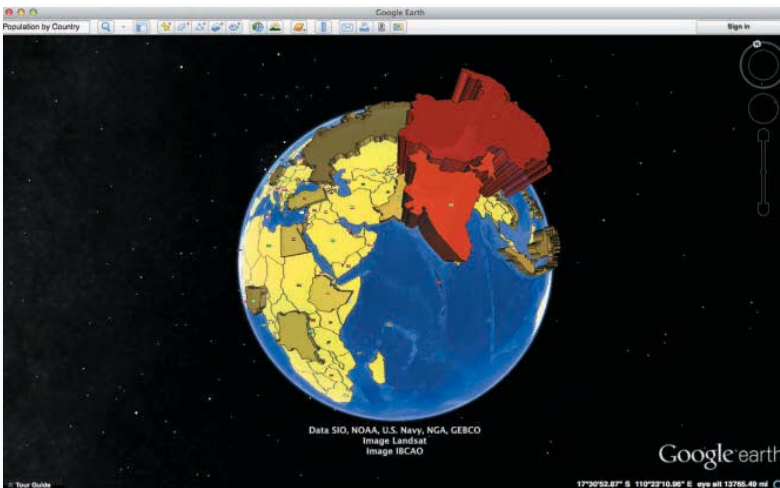 Google Earth
Population by Country
Sign in
Data SIO, NOAA, U.S. Navy, NGA, GEBCO
Image Landsat
Image IBCAO
Google earth
Tour Guide
17°30'52.87" S 110°23'10.96" E eye alt 13765.49 mi